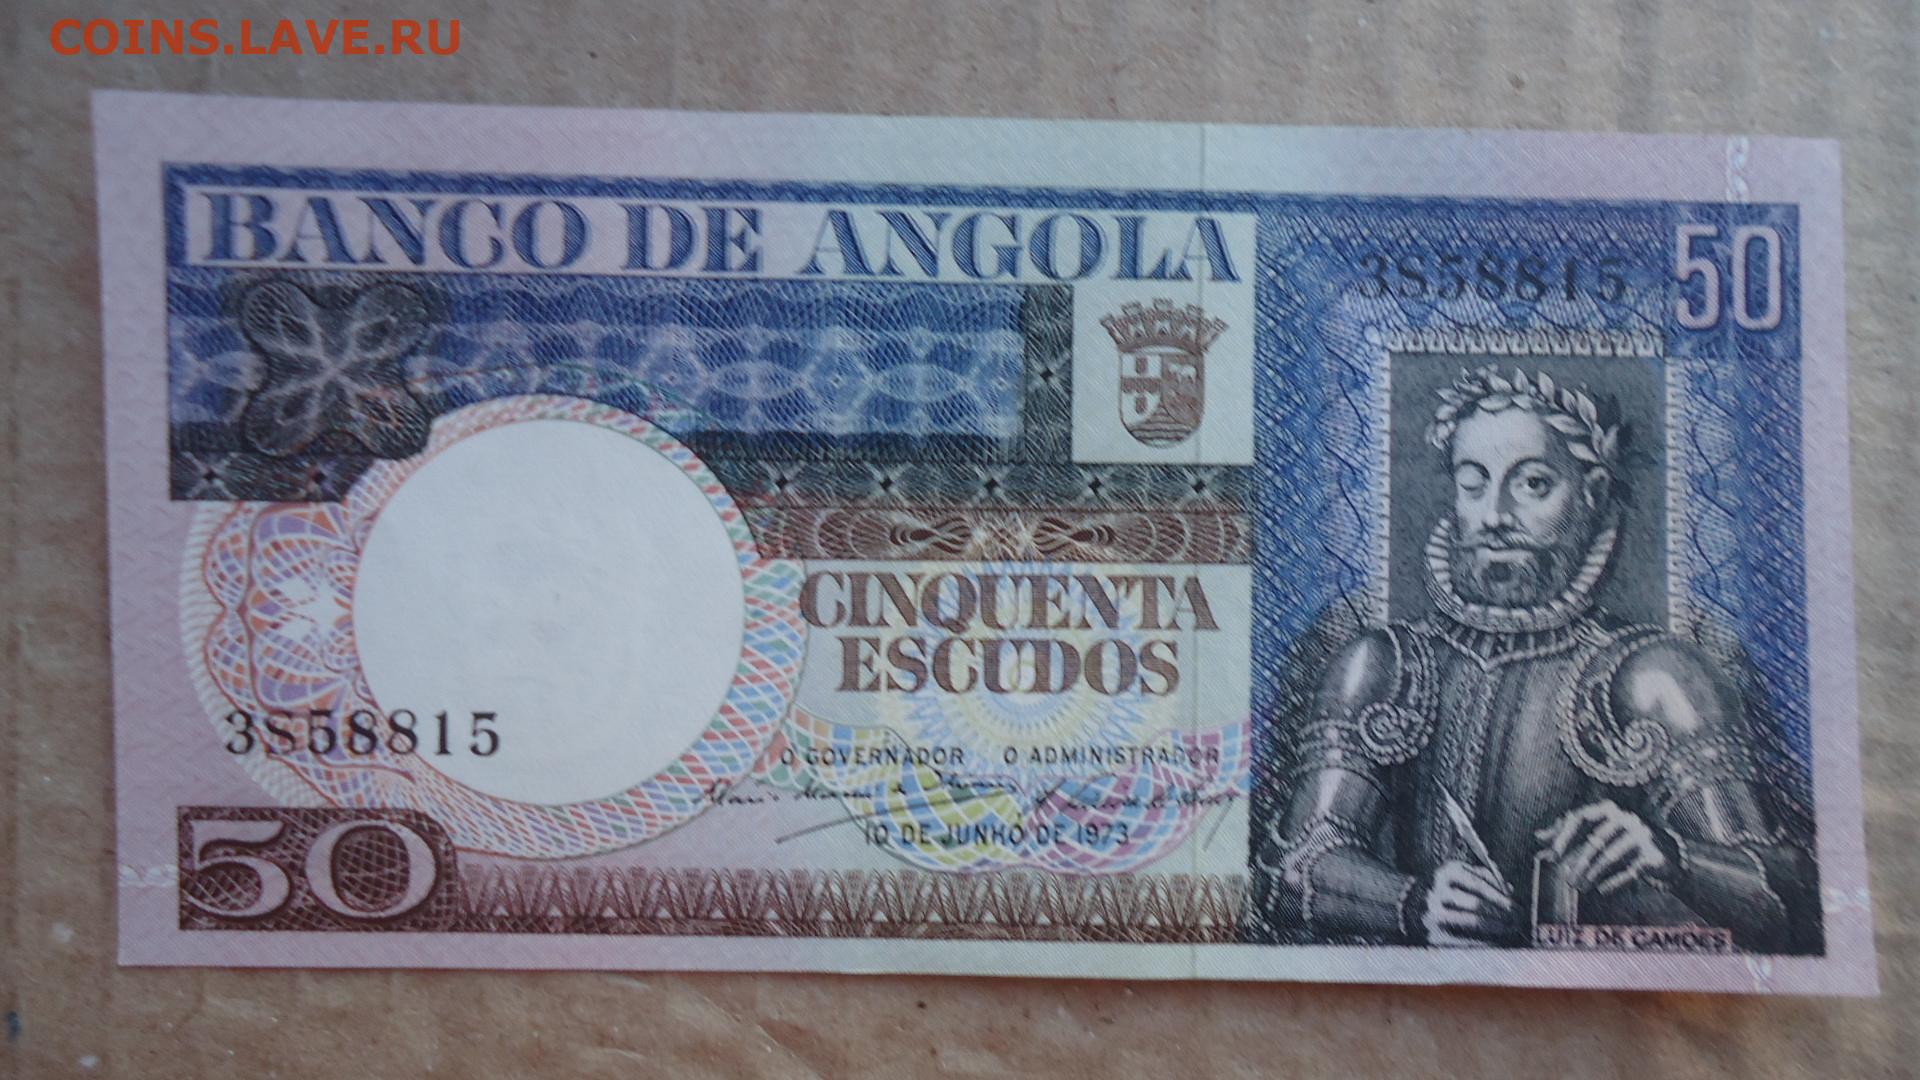 COINS.LAVE.RU
BANCO DE ANGOLA
3S58815
50
CINQUENTA
ESCUDOS
3S58815
O GOVERNADOR O ADMINISTRADOR
10 DE JUNHO DE 1973
50
LUIZ DE CAMÕES